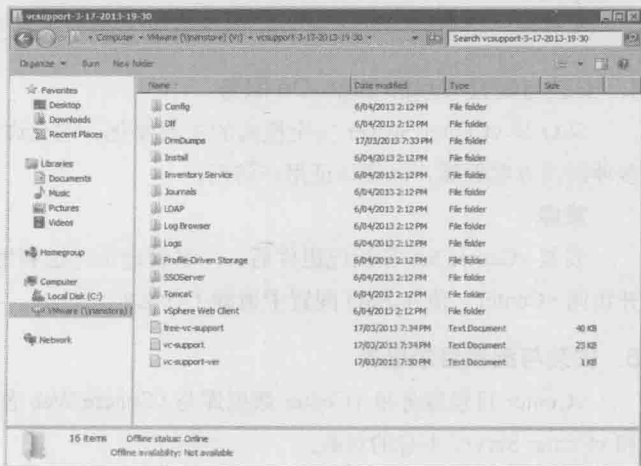 vcsupport-3-17-2013-19-30
Computer ▸ VMware (\\nanstore) (V:) ▸ vcsupport-3-17-2013-19-30
Search vcsupport-3-17-2013-19-30
Organize Burn New folder
Favorites
Desktop
Downloads
Recent Places
Libraries
Documents
Music
Pictures
Videos
Homegroup
Computer
Local Disk (C:)
Network
Name Date modified Type Size
Config 6/04/2013 2:12 PM File folder
Dlf 6/04/2013 2:12 PM File folder
DrmDumps 17/03/2013 7:33 PM File folder
Install 6/04/2013 2:12 PM File folder
Inventory Service 6/04/2013 2:12 PM File folder
Journals 6/04/2013 2:12 PM File folder
LDAP 6/04/2013 2:12 PM File folder
Log Browser 6/04/2013 2:12 PM File folder
Logs 6/04/2013 2:12 PM File folder
Profile-Driven Storage 6/04/2013 2:12 PM File folder
SSOServer 6/04/2013 2:12 PM File folder
Tomcat 6/04/2013 2:12 PM File folder
vSphere Web Client 6/04/2013 2:12 PM File folder
tree-vc-support 17/03/2013 7:34 PM Text Document 40 KB
vc-support 17/03/2013 7:34 PM Text Document 25 KB
vc-support-ver 17/03/2013 7:30 PM Text Document 1 KB
16 items Offline status: Online
Offline availability: Not available